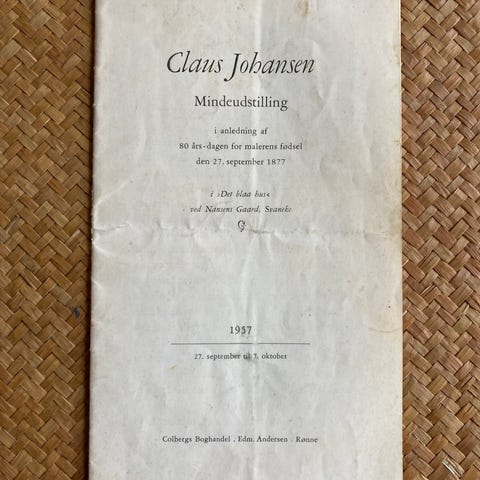 Claus Johansen
Mindeudstilling
i anledning af
80 års-dagen for malerens fødsel
den 27. september 1877
i ›Det blaa hus‹
ved Nansens Gaard, Svaneke
1957
27. september til 7. oktober
Colbergs Boghandel . Edm. Andersen . Rønne